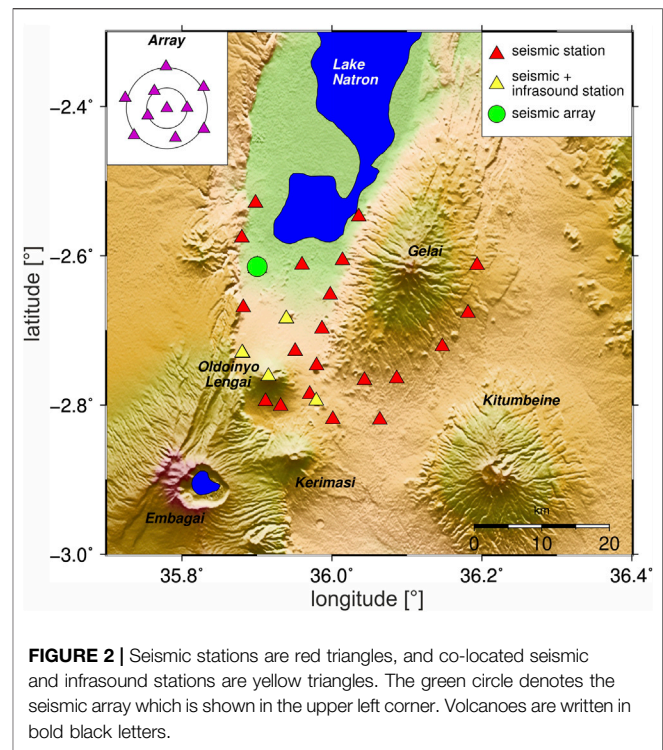 Array
Lake
Natron
seismic station
seismic +
infrasound station
seismic array
−2.4˚
−2.6˚
−2.8˚
−3.0˚
latitude [°]
Gelai
Oldoinyo
Lengai
Kitumbeine
Kerimasi
Embagai
km
0 10 20
35.8˚ 36.0˚ 36.2˚ 36.4˚
longitude [°]
FIGURE 2 | Seismic stations are red triangles, and co-located seismic
and infrasound stations are yellow triangles. The green circle denotes the
seismic array which is shown in the upper left corner. Volcanoes are written in
bold black letters.